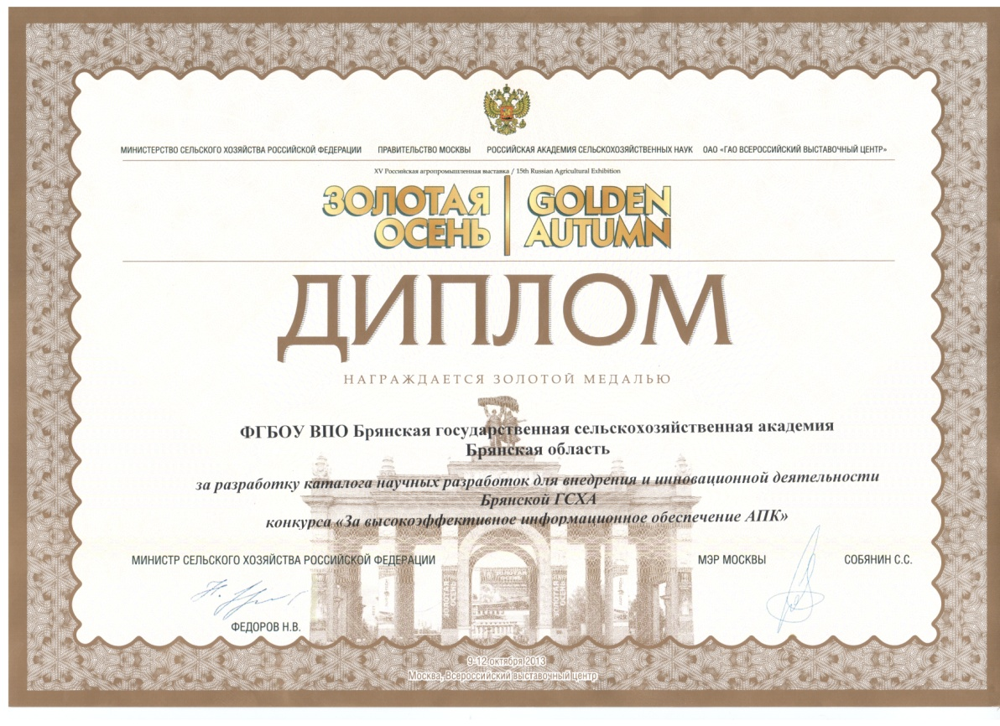 МИНИСТЕРСТВО СЕЛЬСКОГО ХОЗЯЙСТВА РОССИЙСКОЙ ФЕДЕРАЦИИ ПРАВИТЕЛЬСТВО МОСКВЫ РОССИЙСКАЯ АКАДЕМИЯ СЕЛЬСКОХОЗЯЙСТВЕННЫХ НАУК ОАО «ГАО ВСЕРОССИЙСКИЙ ВЫСТАВОЧНЫЙ ЦЕНТР»
XV Российская агропромышленная выставка / 15th Russian Agricultural Exhibition
ЗОЛОТАЯ ОСЕНЬ
GOLDEN AUTUMN
ДИПЛОМ
НАГРАЖДАЕТСЯ ЗОЛОТОЙ МЕДАЛЬЮ
ФГБОУ ВПО Брянская государственная сельскохозяйственная академия
Брянская область
за разработку каталога научных разработок для внедрения и инновационной деятельности
Брянской ГСХА
конкурса «За высокоэффективное информационное обеспечение АПК»
МИНИСТР СЕЛЬСКОГО ХОЗЯЙСТВА РОССИЙСКОЙ ФЕДЕРАЦИИ
ФЕДОРОВ Н.В.
МЭР МОСКВЫ СОБЯНИН С.С.
9-12 октября 2013
Москва, Всероссийский выставочный центр